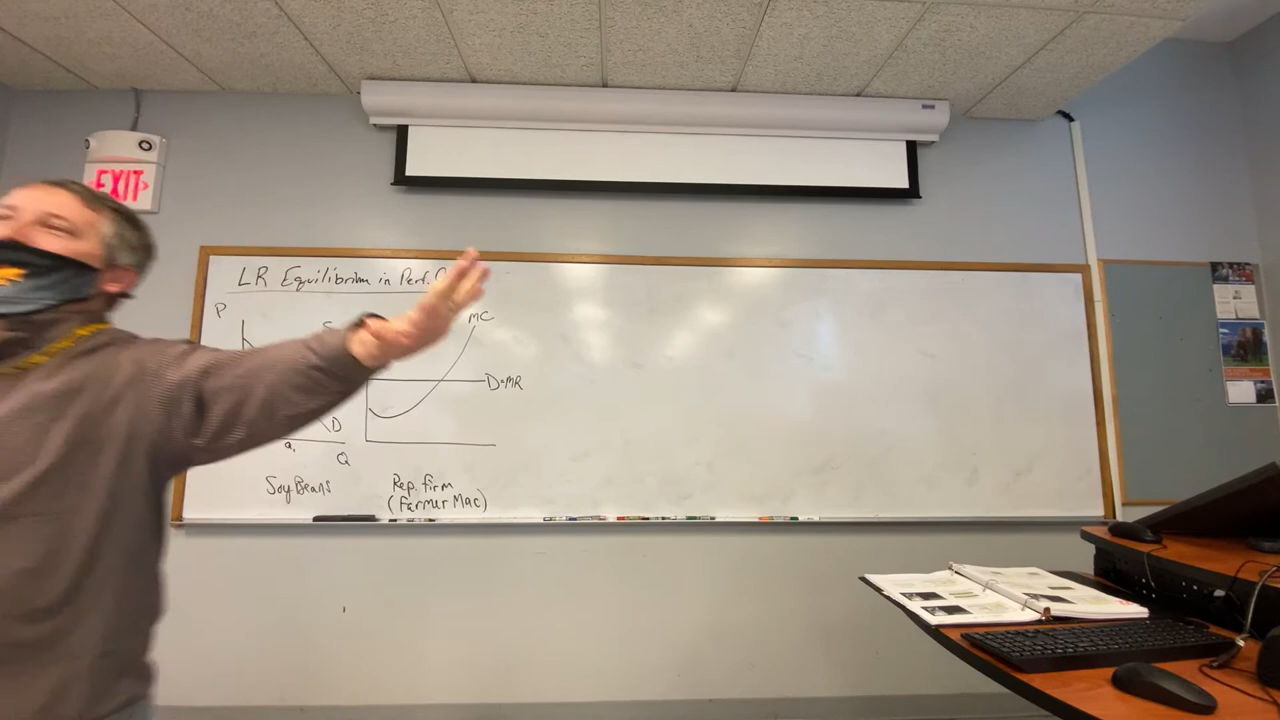 EXIT
LR Equilibrium in Perf.
P
S
MC
D=MR
D
Q
Soy Beans
Rep. firm
(Farmer Mac)